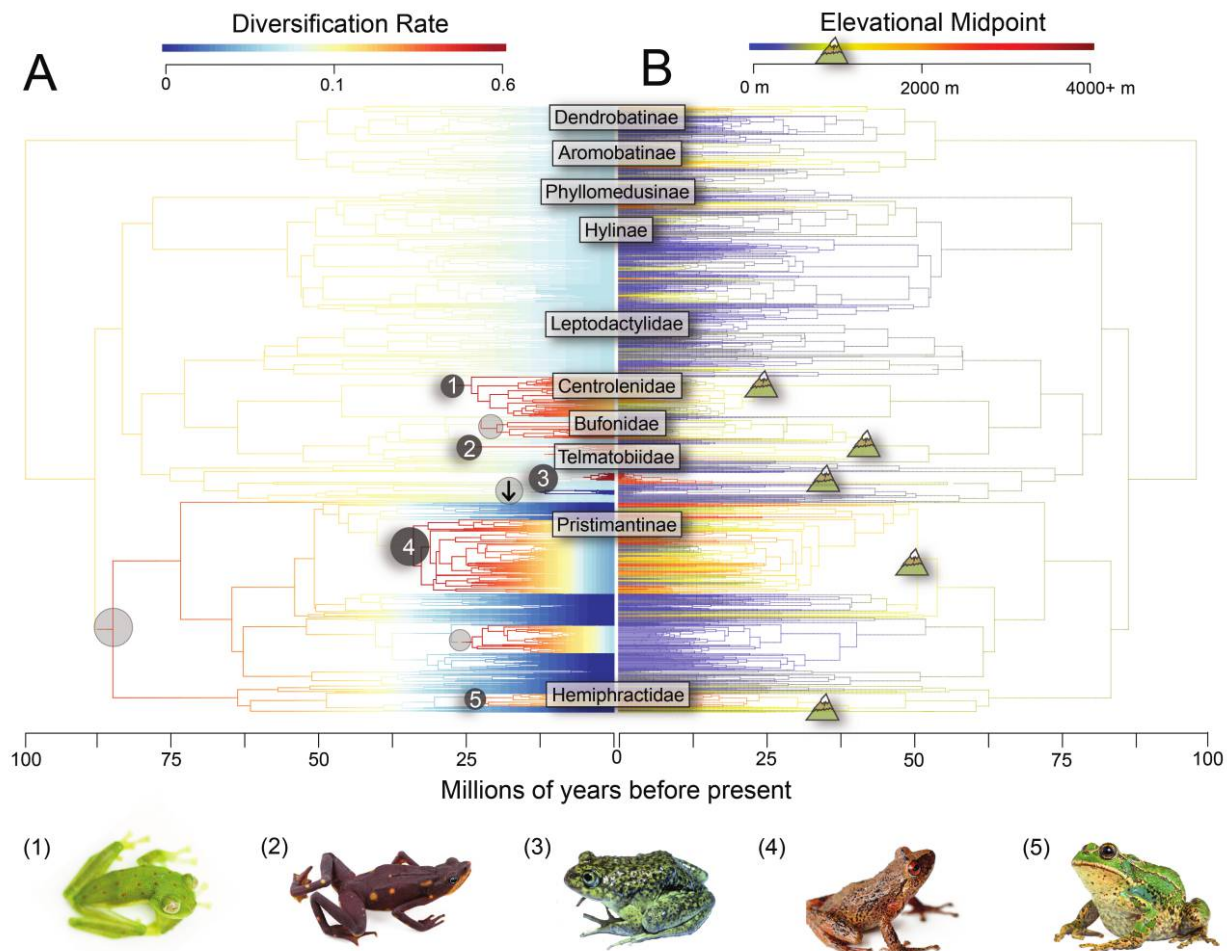 Diversification Rate
Elevational Midpoint
A
B
0
0.1
0.6
0 m
2000 m
4000+ m
Dendrobatinae
Aromobatinae
Phyllomedusinae
Hylinae
Leptodactylidae
1
Centrolenidae
Bufonidae
2
Telmatobiidae
3
↓
Pristimantinae
4
5
Hemiphractidae
100
75
50
25
0
25
50
75
100
Millions of years before present
(1)
(2)
(3)
(4)
(5)